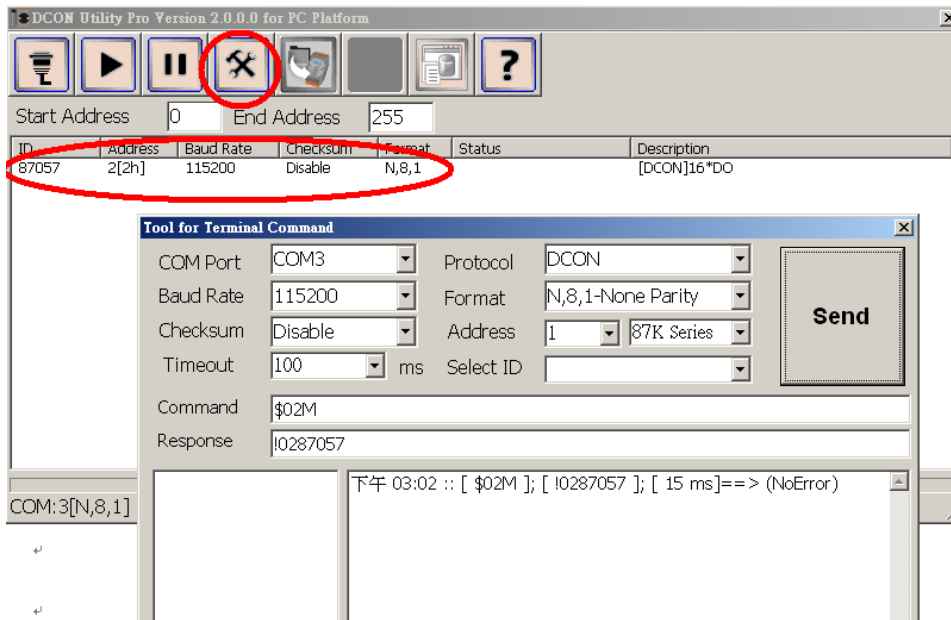 DCON Utility Pro Version 2.0.0.0 for PC Platform
?
Start Address 0 End Address 255
ID Address Baud Rate Checksum Format Status Description
87057 2[2h] 115200 Disable N,8,1 [DCON]16*DO
Tool for Terminal Command
COM Port COM3 Protocol DCON
Baud Rate 115200 Format N,8,1-None Parity
Checksum Disable Address 1 87K Series
Timeout 100 ms Select ID
Send
Command $02M
Response !0287057
下午 03:02 :: [ $02M ]; [ !0287057 ]; [ 15 ms]==> (NoError)
COM:3[N,8,1]